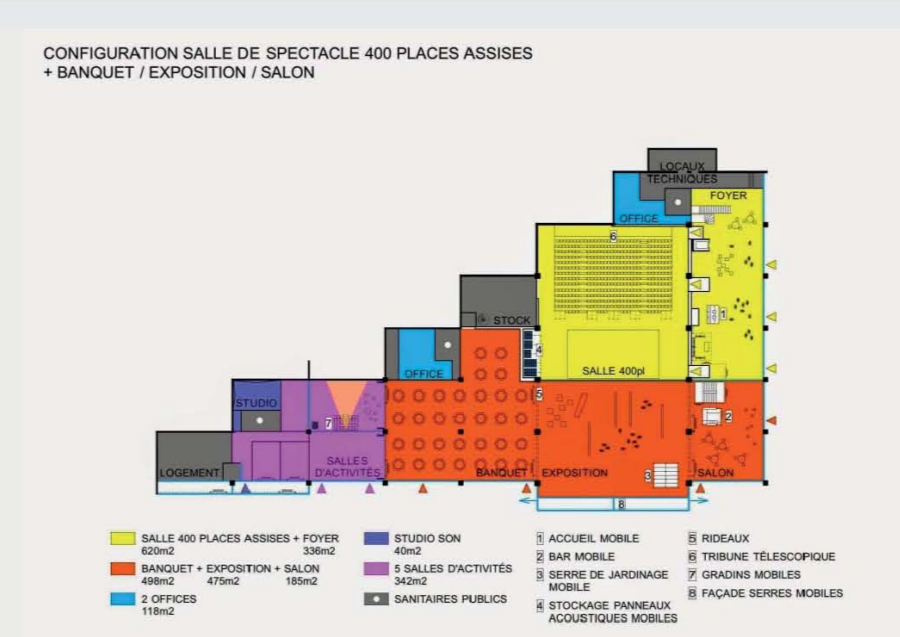 CONFIGURATION SALLE DE SPECTACLE 400 PLACES ASSISES
+ BANQUET / EXPOSITION / SALON
LOCAUX
TECHNIQUES
FOYER
OFFICE
6
STOCK
1
4
SALLE 400pl
OFFICE
5
STUDIO
2
7
SALLES
D'ACTIVITÉS
LOGEMENT
BANQUET
EXPOSITION
3
SALON
8
SALLE 400 PLACES ASSISES + FOYER
620m2 336m2
BANQUET + EXPOSITION + SALON
498m2 475m2 185m2
2 OFFICES
118m2
STUDIO SON
40m2
5 SALLES D'ACTIVITÉS
342m2
SANITAIRES PUBLICS
1 ACCUEIL MOBILE
2 BAR MOBILE
3 SERRE DE JARDINAGE
MOBILE
4 STOCKAGE PANNEAUX
ACOUSTIQUES MOBILES
5 RIDEAUX
6 TRIBUNE TÉLESCOPIQUE
7 GRADINS MOBILES
8 FAÇADE SERRES MOBILES